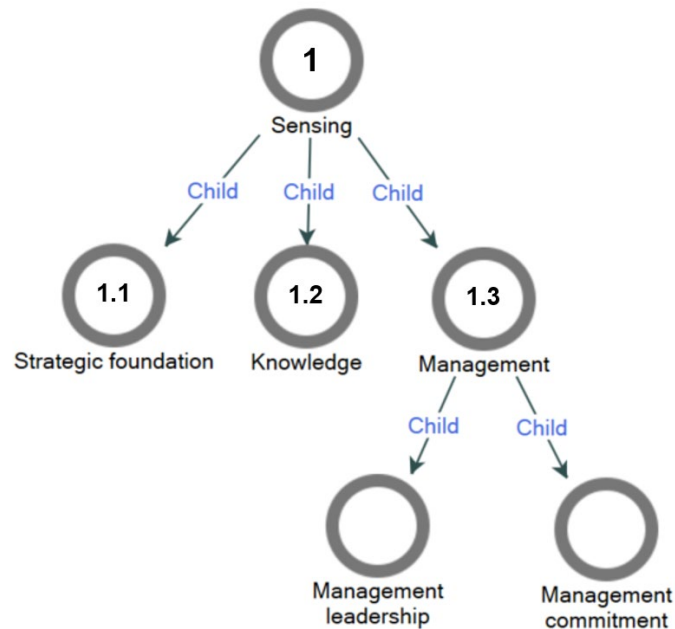 1
Sensing
Child
Child
Child
1.1
1.2
1.3
Strategic foundation
Knowledge
Management
Child
Child
Management
leadership
Management
commitment